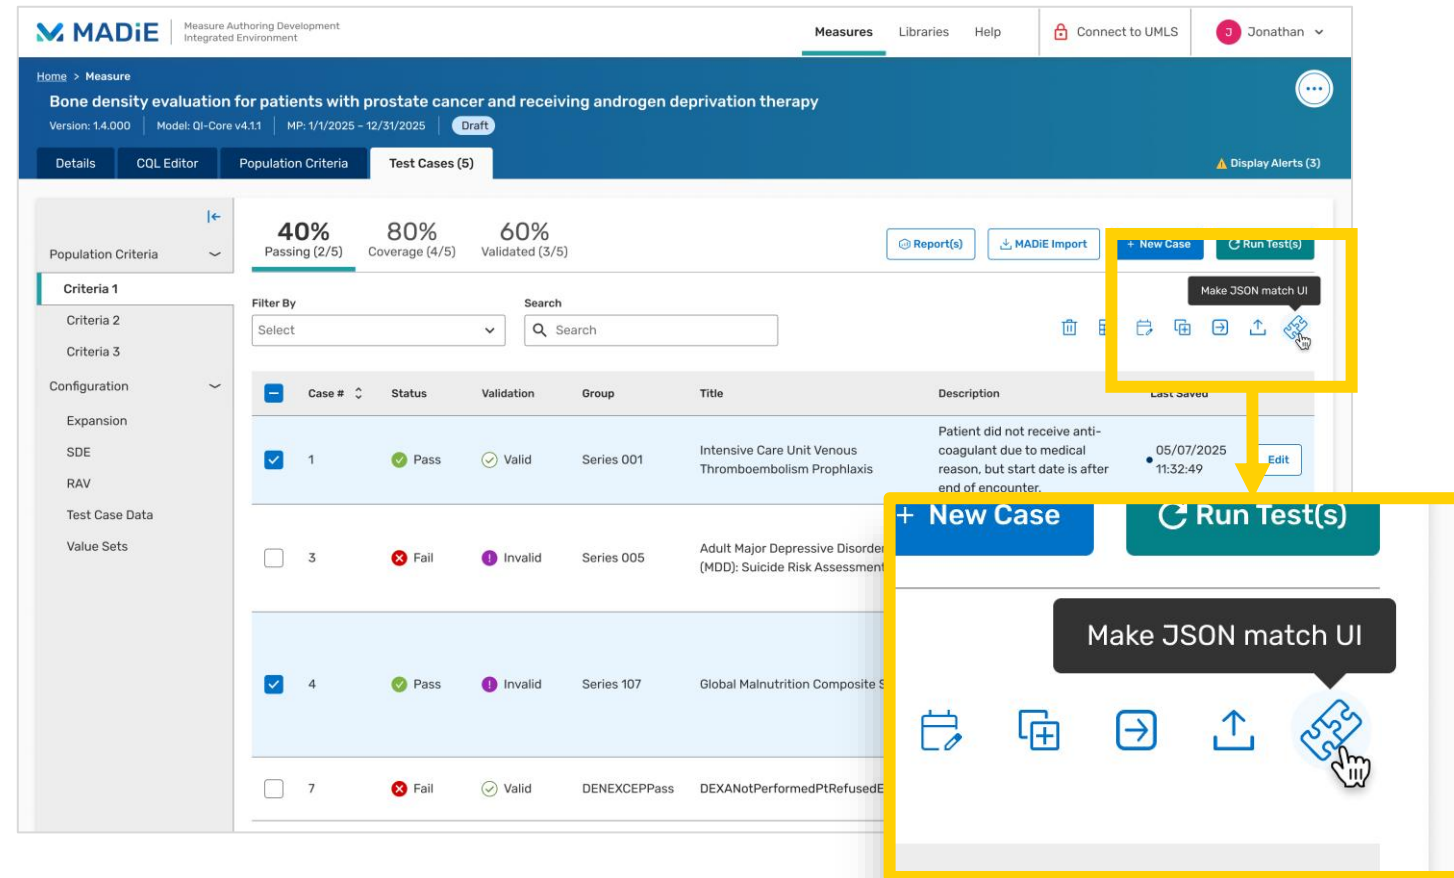 MADiE
Measure Authoring Development
Integrated Environment
Measures
Libraries
Help
Connect to UMLS
J
Jonathan
Home > Measure
Bone density evaluation for patients with prostate cancer and receiving androgen deprivation therapy
Version: 1.4.000 | Model: QI-Core v4.1.1 | MP: 1/1/2025 – 12/31/2025 | Draft
Details
CQL Editor
Population Criteria
Test Cases (5)
Display Alerts (3)
Population Criteria
Criteria 1
Criteria 2
Criteria 3
Configuration
Expansion
SDE
RAV
Test Case Data
Value Sets
40%
Passing (2/5)
80%
Coverage (4/5)
60%
Validated (3/5)
Report(s)
MADiE Import
+ New Case
Run Test(s)
Make JSON match UI
Filter By
Select
Search
Search
Case # Status Validation Group Title Description Last Saved
1 Pass Valid Series 001
Intensive Care Unit Venous
Thromboembolism Prophlaxis
Patient did not receive anti-
coagulant due to medical
reason, but start date is after
end of encounter.
05/07/2025
11:32:49
Edit
3 Fail Invalid Series 005
Adult Major Depressive Disorder
(MDD): Suicide Risk Assessment
4 Pass Invalid Series 107 Global Malnutrition Composite S
7 Fail Valid DENEXCEPPass DEXANotPerformedPtRefusedE
+ New Case
Run Test(s)
Make JSON match UI